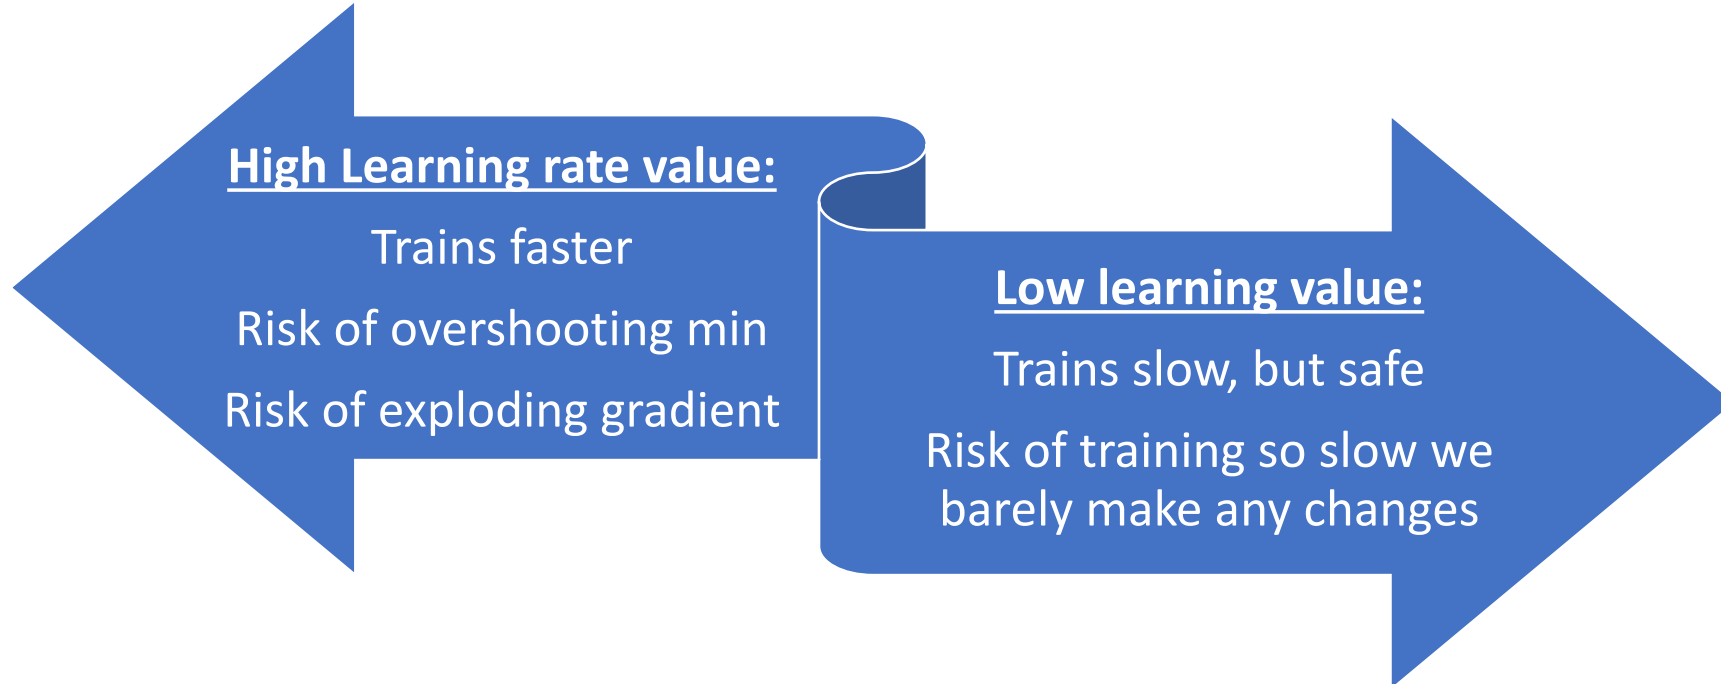 High Learning rate value:
Trains faster
Risk of overshooting min
Risk of exploding gradient
Low learning value:
Trains slow, but safe
Risk of training so slow we
barely make any changes